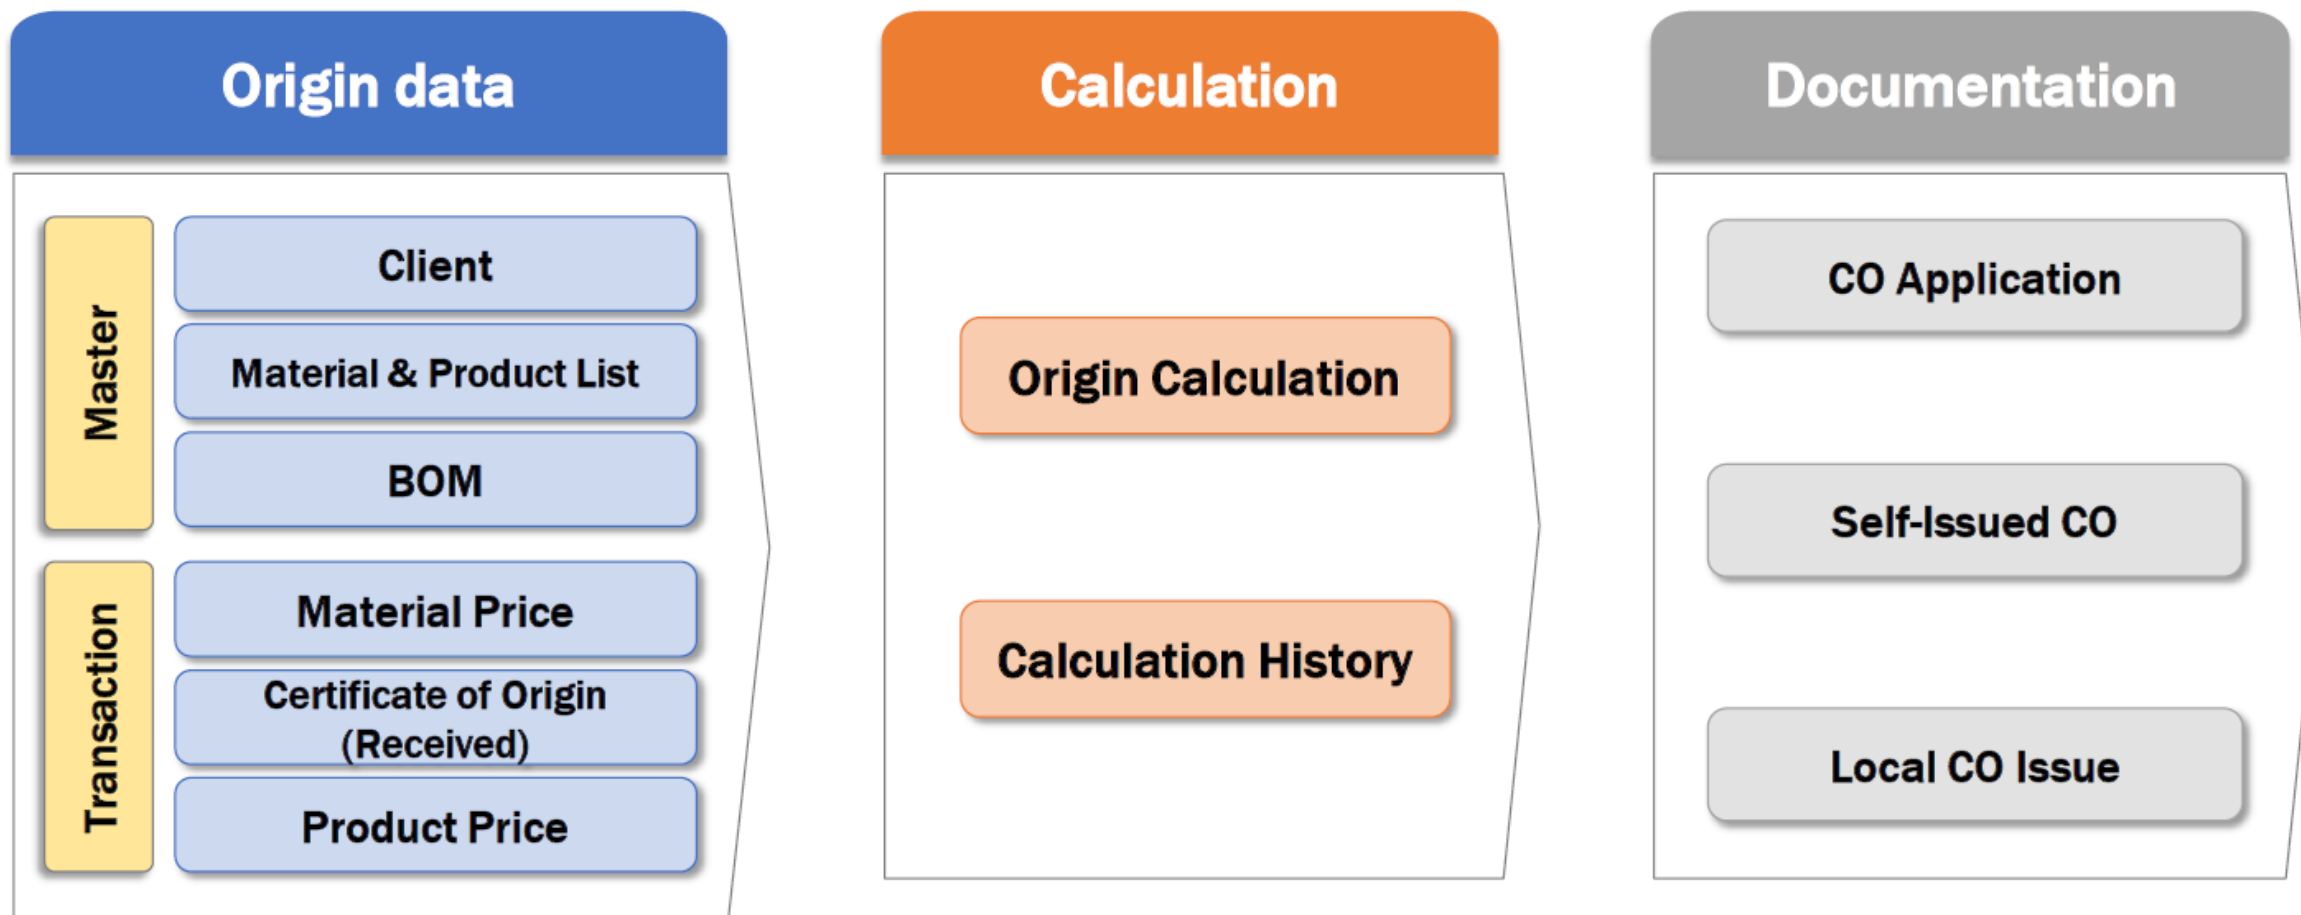 Origin data
Master
Client
Material & Product List
BOM
Transaction
Material Price
Certificate of Origin
(Received)
Product Price
Calculation
Origin Calculation
Calculation History
Documentation
CO Application
Self-Issued CO
Local CO Issue